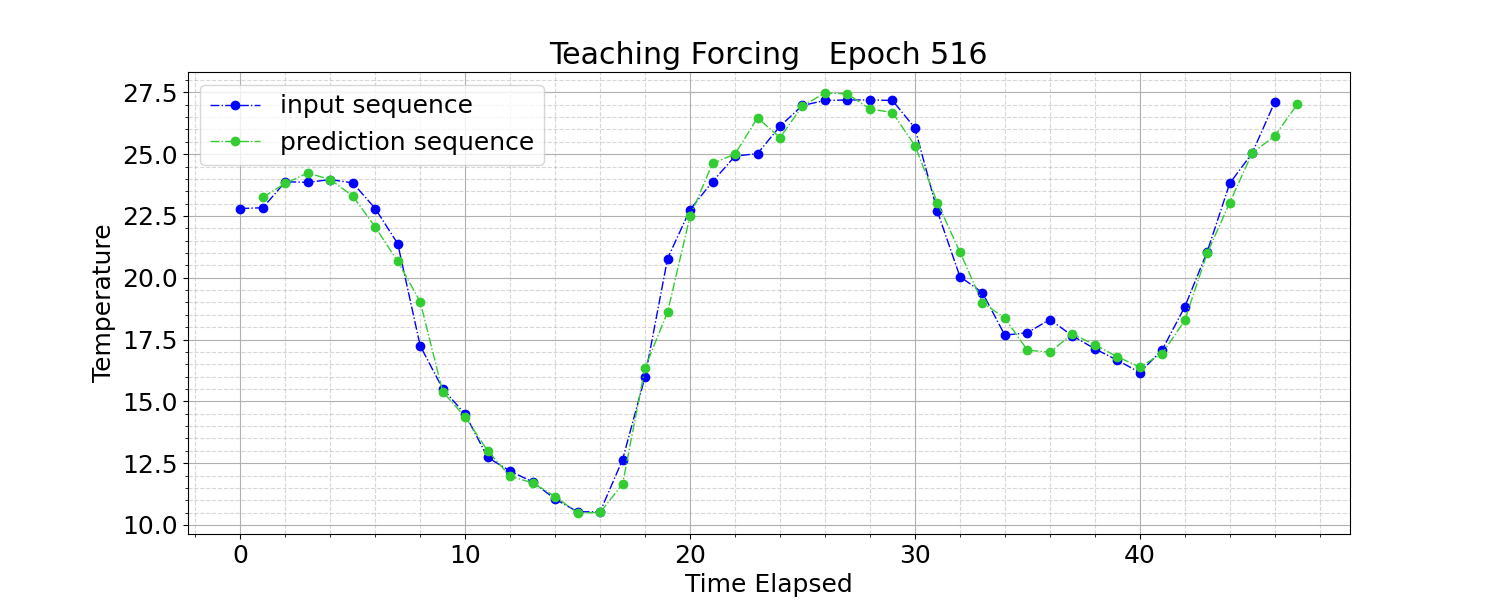 Teaching Forcing   Epoch 516
input sequence
prediction sequence
27.5
25.0
22.5
20.0
17.5
15.0
12.5
10.0
Temperature
0 10 20 30 40
Time Elapsed